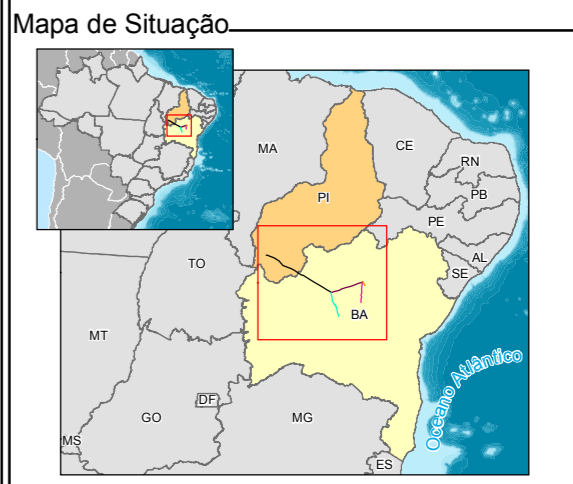 Mapa de Situação
MA
CE
RN
PB
PI
PE
AL
SE
TO
BA
MT
Oceano Atlântico
DF
GO
MG
MS
ES